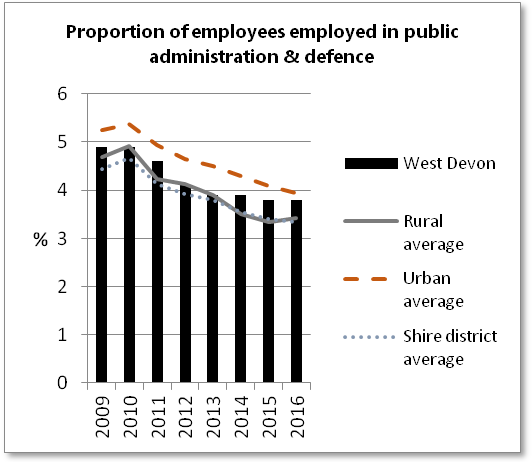 Proportion of employees employed in public
administration & defence
6
5
4
3
2
1
0
%
2009
2010
2011
2012
2013
2014
2015
2016
West Devon
Rural
average
Urban
average
Shire district
average